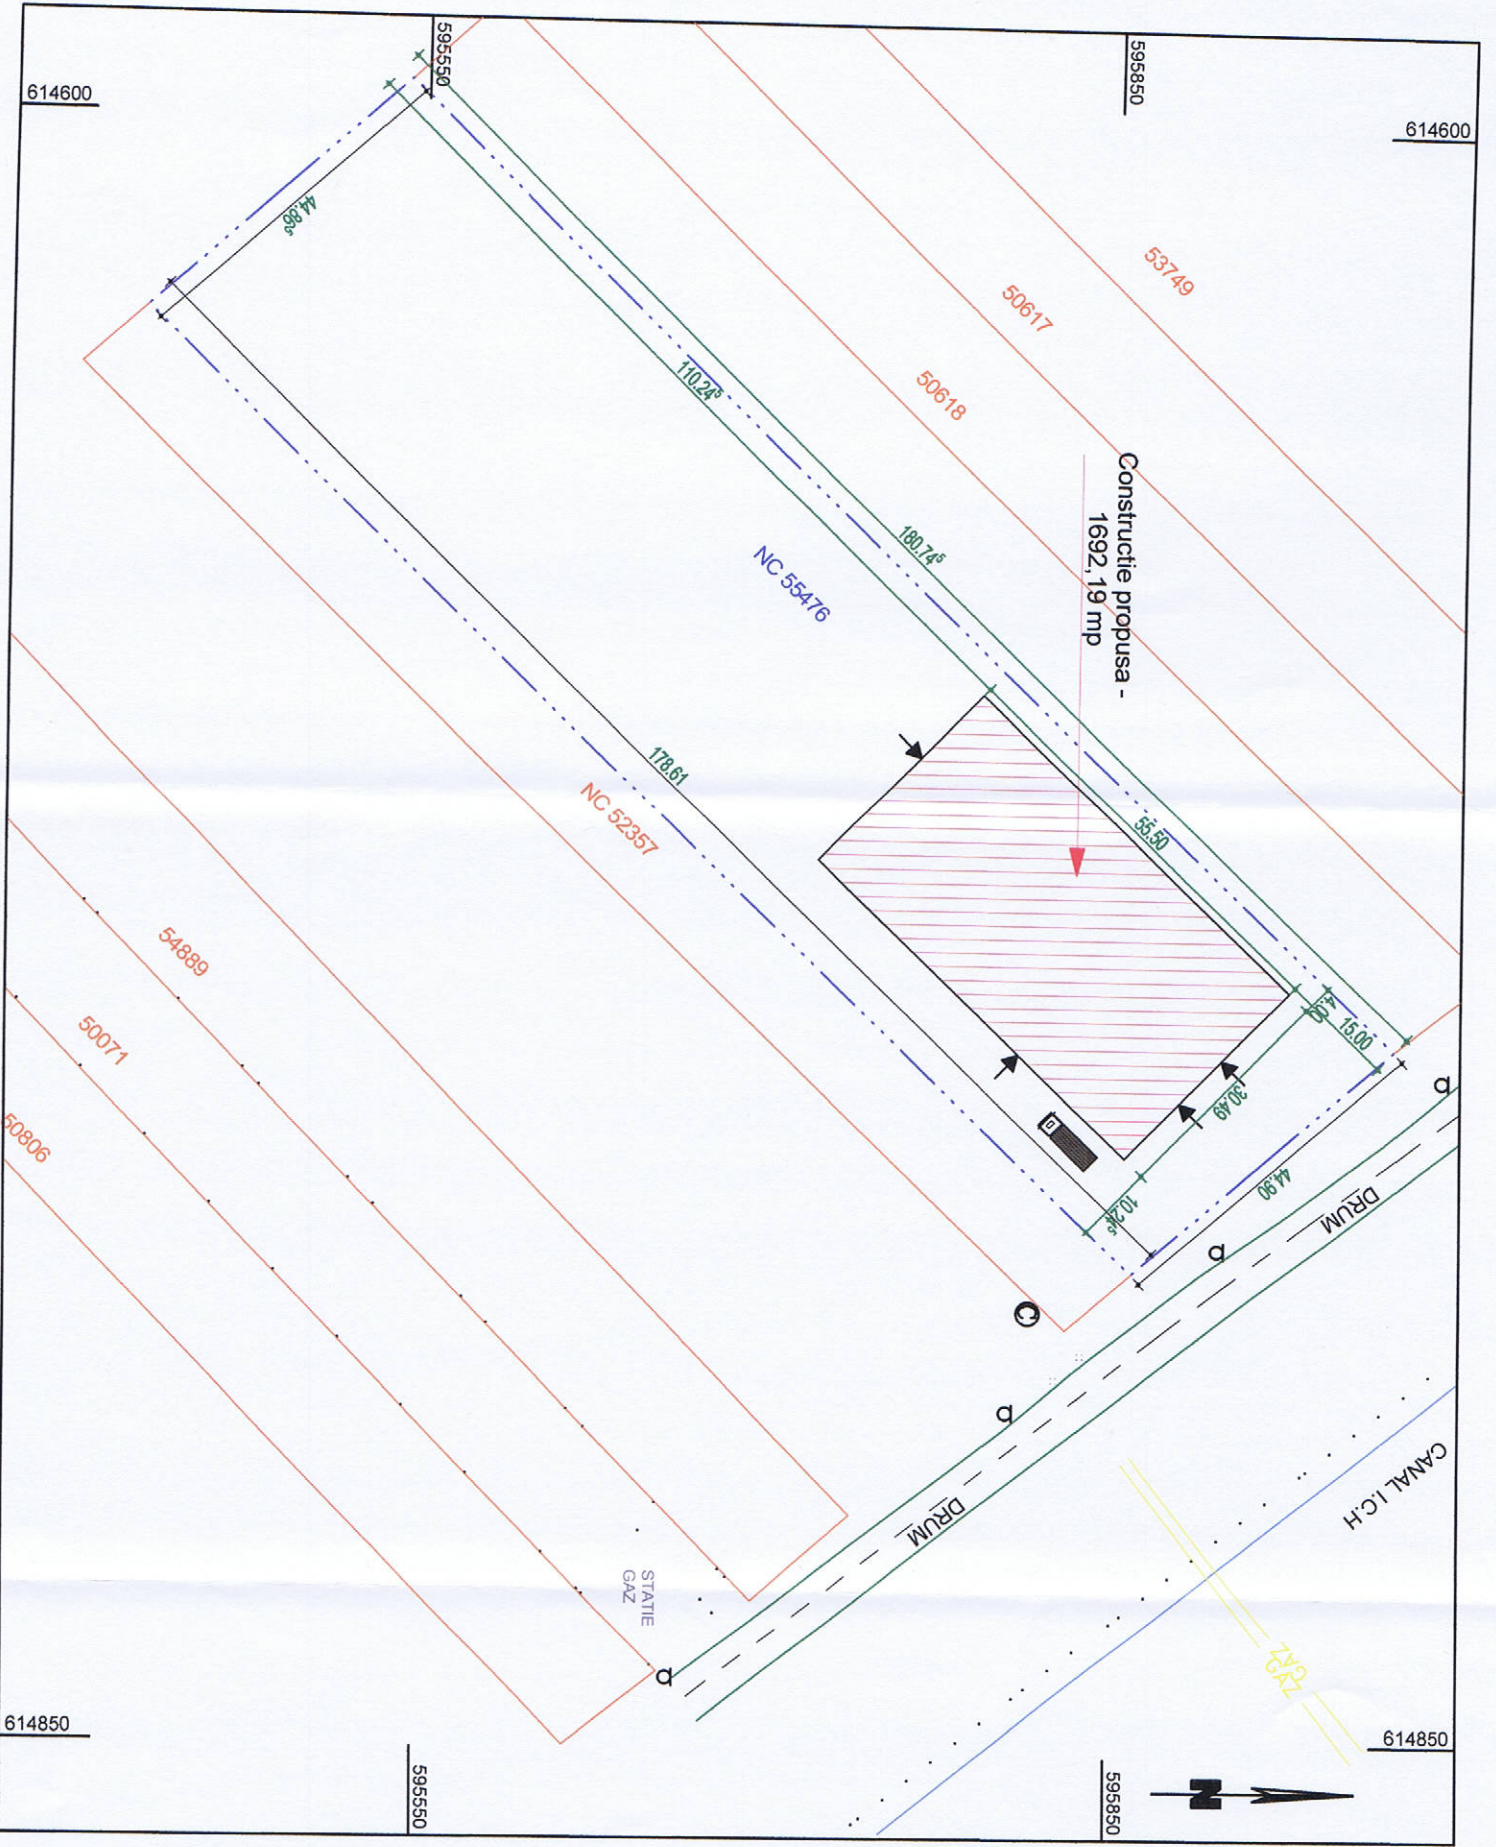 595550
595850
614600
614600
53749
50617
50618
44.86⁵
110.24⁵
180.74⁵
Constructie propusa -
1692,19 mp
NC 55476
178.61
NC 52357
55.50
54889
50071
50806
4.00
15.00
30.49
10.24⁵
44.90
d
DRUM
d
C
d
DRUM
CANAL I.C.H
GAZ
GAZ
STATIE
GAZ
d
614850
614850
595550
595850
N